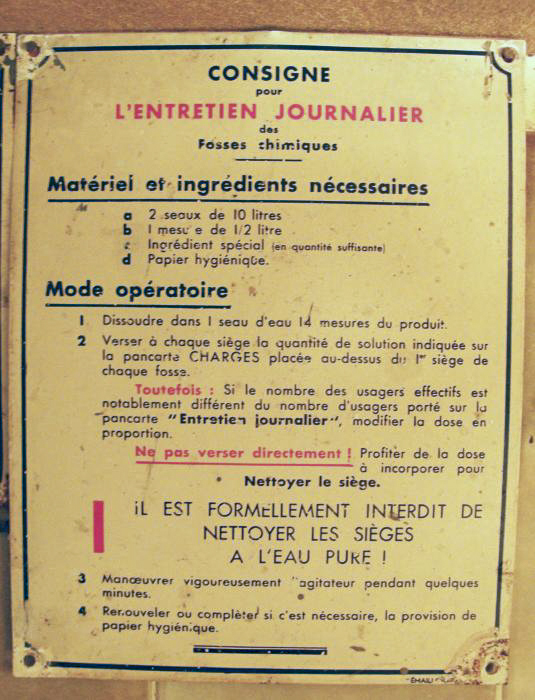 CONSIGNE
pour
L'ENTRETIEN JOURNALIER
des
Fosses chimiques
Matériel et ingrédients nécessaires
a 2 seaux de 10 litres
b 1 mesure de 1/2 litre
c Ingrédient spécial (en quantité suffisante)
d Papier hygiénique.
Mode opératoire
1 Dissoudre dans 1 seau d'eau 14 mesures du produit.
2 Verser à chaque siège la quantité de solution indiquée sur
la pancarte CHARGES placée au-dessus du 1er siège de
chaque fosse.
Toutefois : Si le nombre des usagers effectifs est
notablement différent du nombre d'usagers porté sur la
pancarte "Entretien journalier", modifier la dose en
proportion.
Ne pas verser directement ! Profiter de la dose
à incorporer pour
Nettoyer le siège.
IL EST FORMELLEMENT INTERDIT DE
NETTOYER LES SIÈGES
A L'EAU PURE !
3 Manœuvrer vigoureusement l'agitateur pendant quelques
minutes.
4 Renouveler ou compléter si c'est nécessaire, la provision de
papier hygiénique.